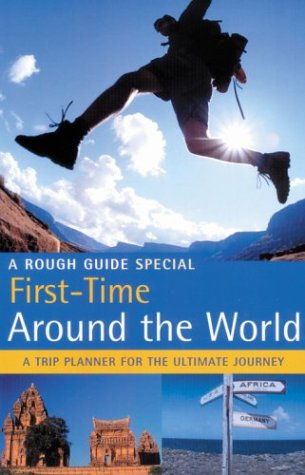 A ROUGH GUIDE SPECIAL
First-Time
Around the World
A TRIP PLANNER FOR THE ULTIMATE JOURNEY
AFRICA
GERMANY